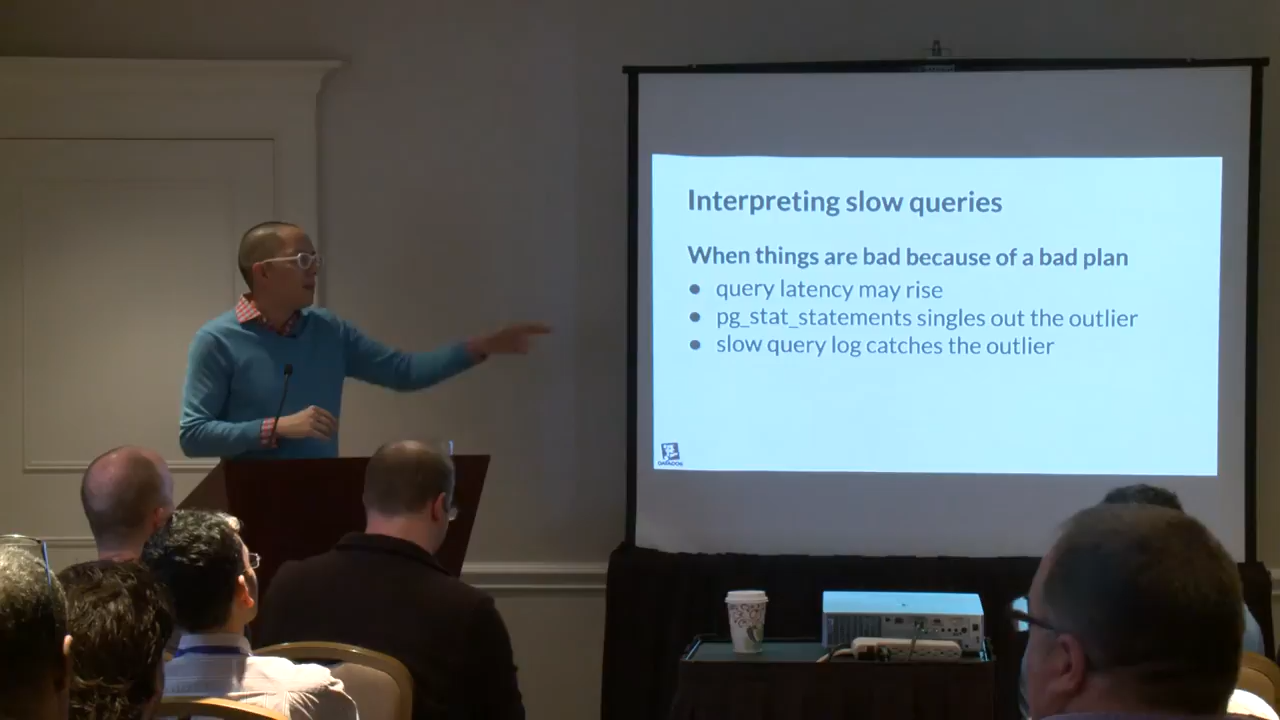 Interpreting slow queries
When things are bad because of a bad plan
● query latency may rise
● pg_stat_statements singles out the outlier
● slow query log catches the outlier
DATADOG